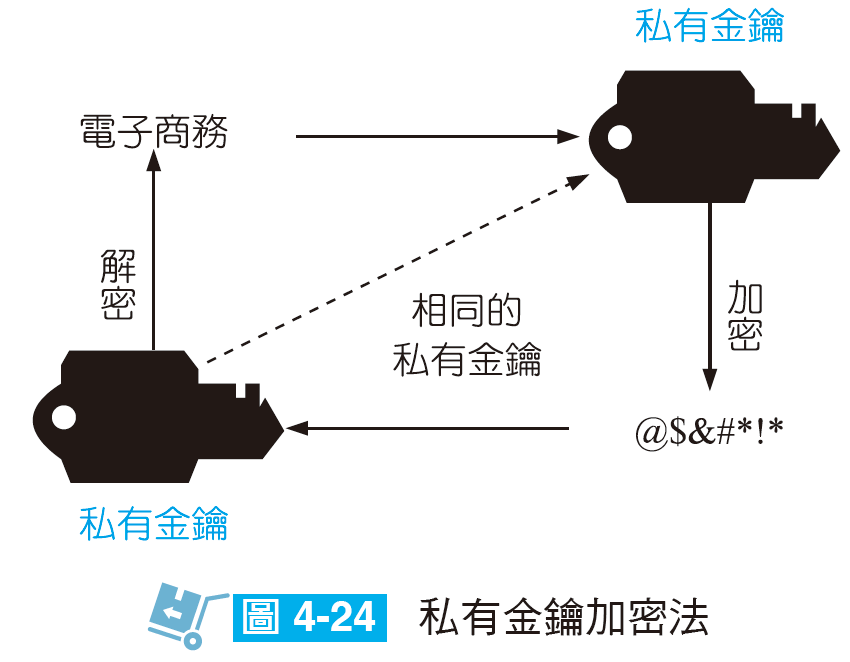 私有金鑰
電子商務
解密
相同的
私有金鑰
加密
@$&#*!*
私有金鑰
圖 4-24 私有金鑰加密法